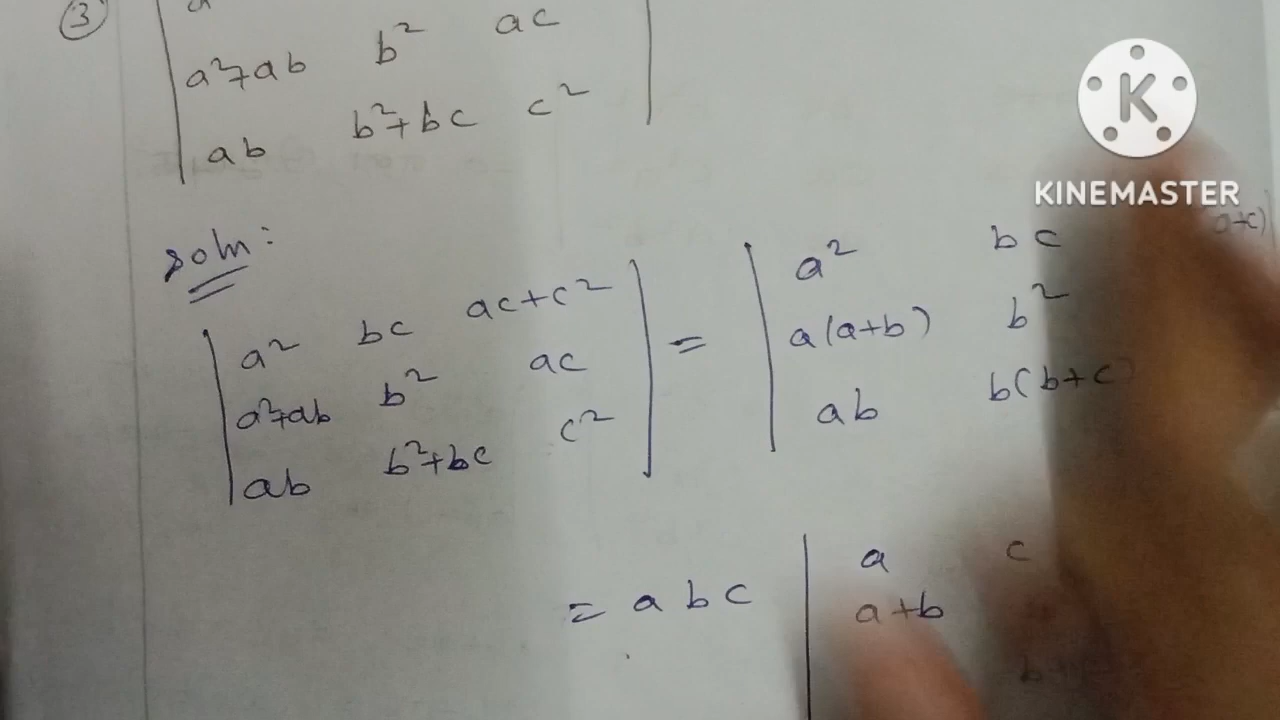 ③
a
a²+ab b² ac
ab b²+bc c²
KINEMASTER
soln:
a² bc ac+c² = a² bc a+c)
a²+ab b² ac a(a+b) b²
ab b²+bc c² ab b(b+c
= abc a c
a+b
b